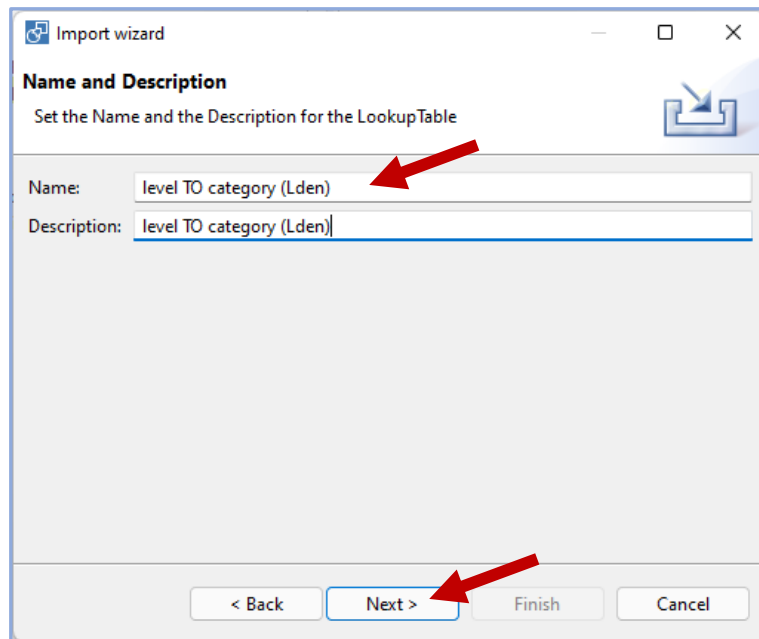 Import wizard
Name and Description
Set the Name and the Description for the LookupTable
Name: level TO category (Lden)
Description: level TO category (Lden)
< Back Next > Finish Cancel